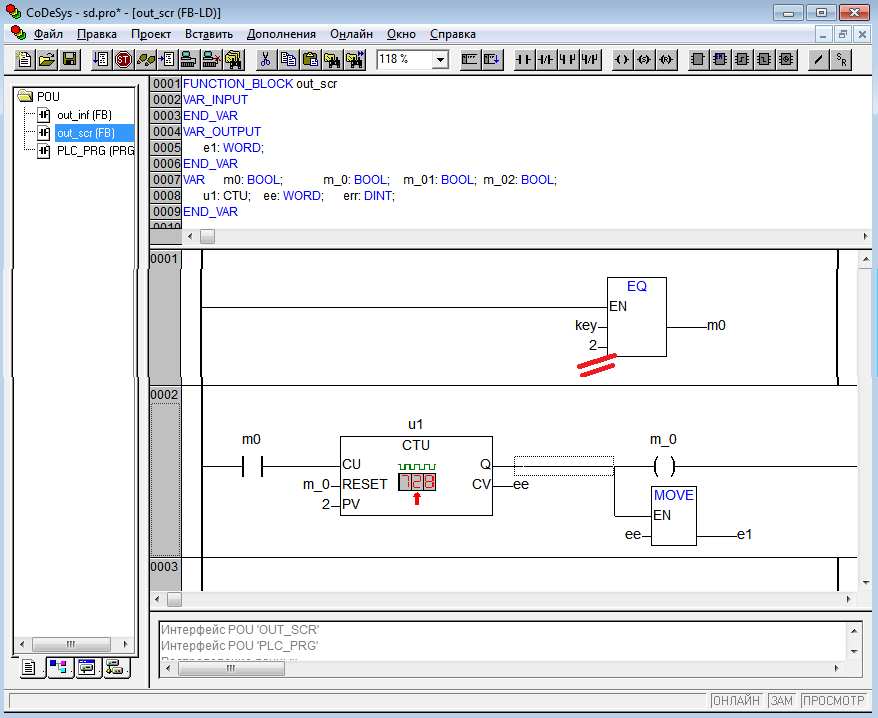 CoDeSys - sd.pro* - [out_scr (FB-LD)]
Файл Правка Проект Вставить Дополнения Онлайн Окно Справка
118 %
POU
out_inf (FB)
out_scr (FB)
PLC_PRG (PRG
0001 FUNCTION_BLOCK out_scr
0002 VAR_INPUT
0003 END_VAR
0004 VAR_OUTPUT
0005 e1: WORD;
0006 END_VAR
0007 VAR m0: BOOL; m_0: BOOL; m_01: BOOL; m_02: BOOL;
0008 u1: CTU; ee: WORD; err: DINT;
0009 END_VAR
0010
0001
EQ
EN
key
m0
2
0002
u1
m0
CTU
m_0
CU
Q
m_0 RESET
CV ee
2 PV
MOVE
EN
ee
e1
0003
Интерфейс POU 'OUT_SCR'
Интерфейс POU 'PLC_PRG'
ОНЛАЙН ЗАМ ПРОСМОТР